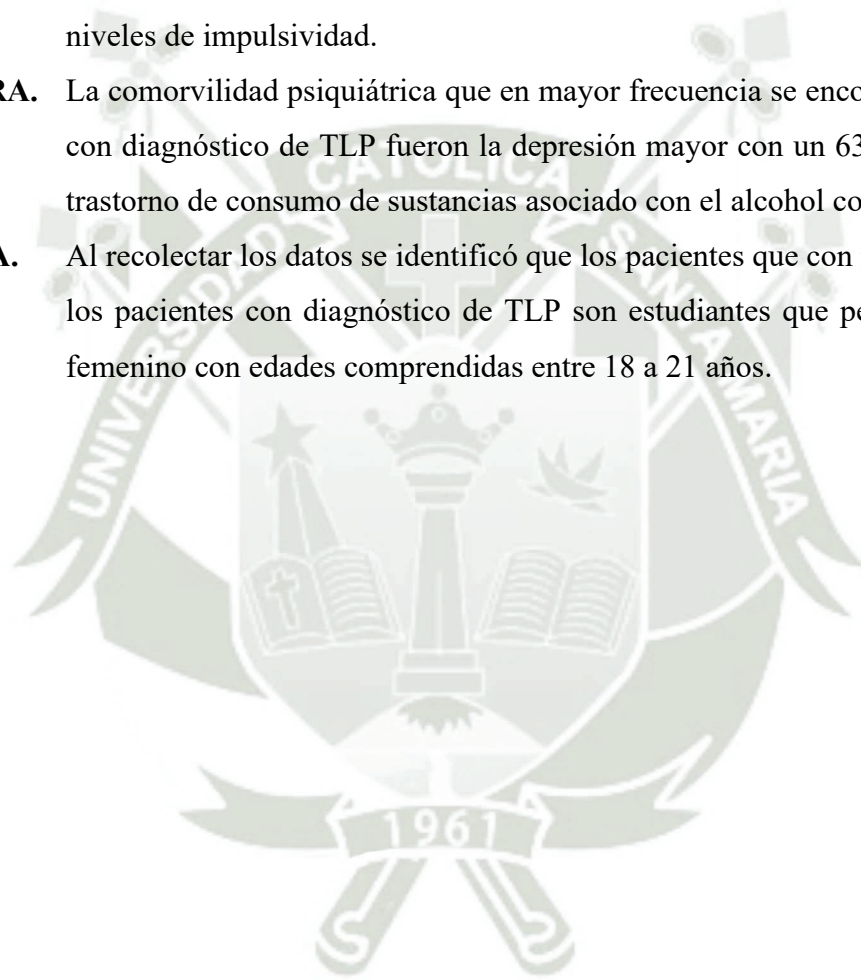 niveles de impulsividad.
RA. La comorvilidad psiquiátrica que en mayor frecuencia se enco
con diagnóstico de TLP fueron la depresión mayor con un 63
trastorno de consumo de sustancias asociado con el alcohol co
A. Al recolectar los datos se identificó que los pacientes que con
los pacientes con diagnóstico de TLP son estudiantes que pe
femenino con edades comprendidas entre 18 a 21 años.
UNIVERSIDAD CATOLICA SANTA MARIA
1961